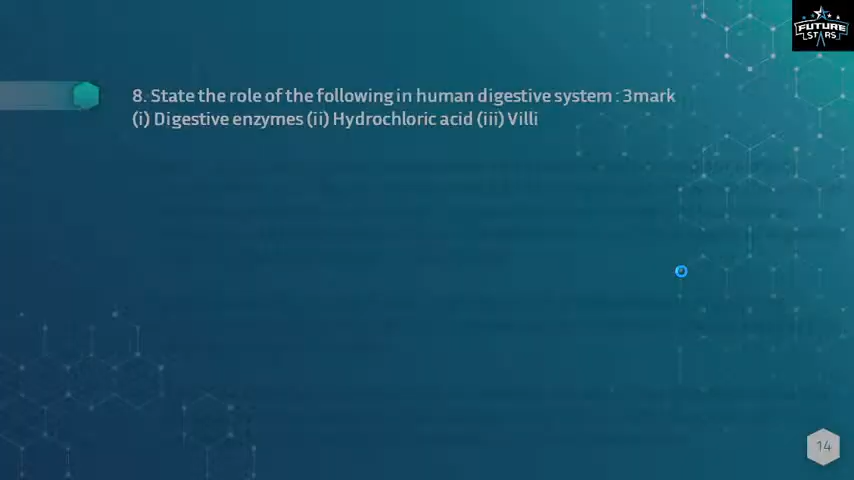 FUTURE
STARS
8. State the role of the following in human digestive system : 3mark
(i) Digestive enzymes (ii) Hydrochloric acid (iii) Villi
14